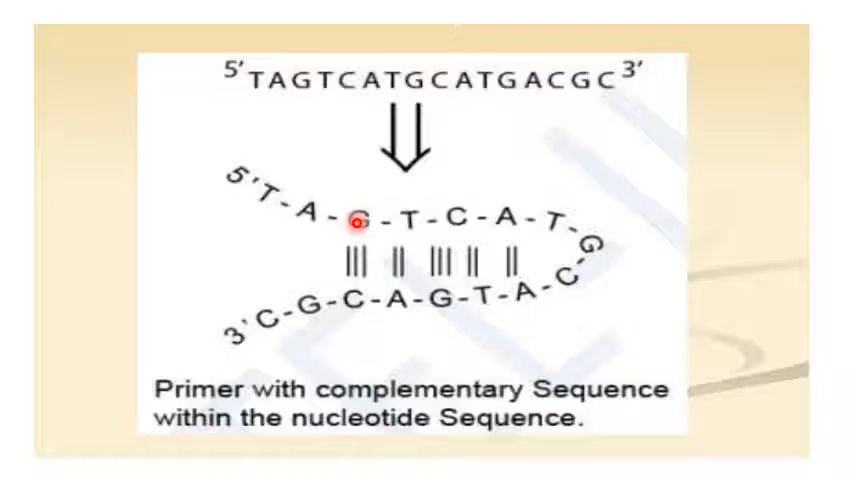 5'TAGTCATGCATGACGC3'
5'T-A-G-T-C-A-T-G-C
3'C-G-C-A-G-T-A-
Primer with complementary Sequence
within the nucleotide Sequence.